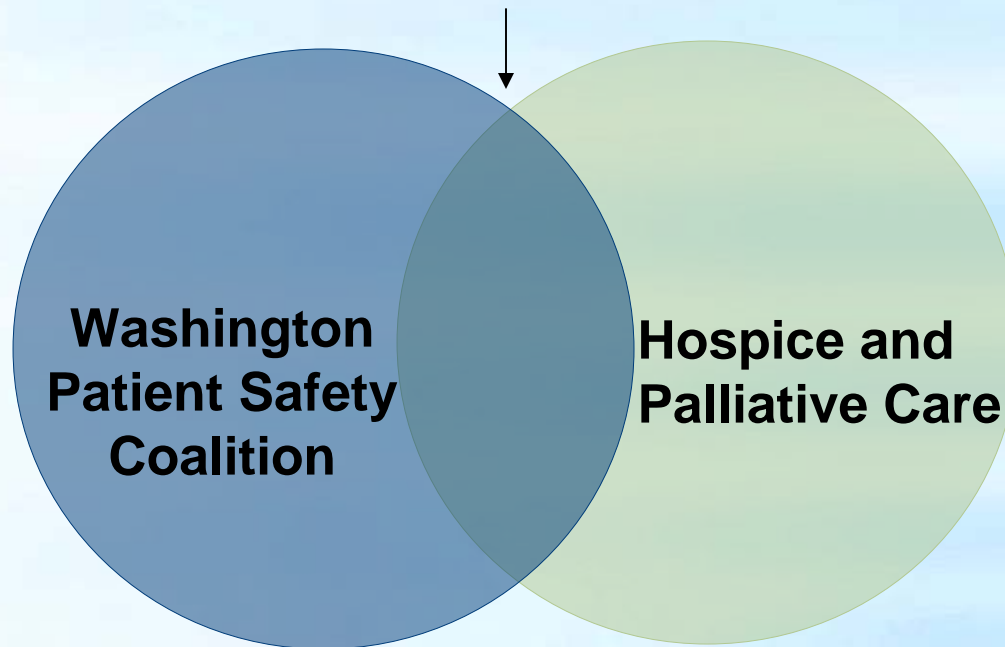 Washington
Patient Safety
Coalition
Hospice and
Palliative Care